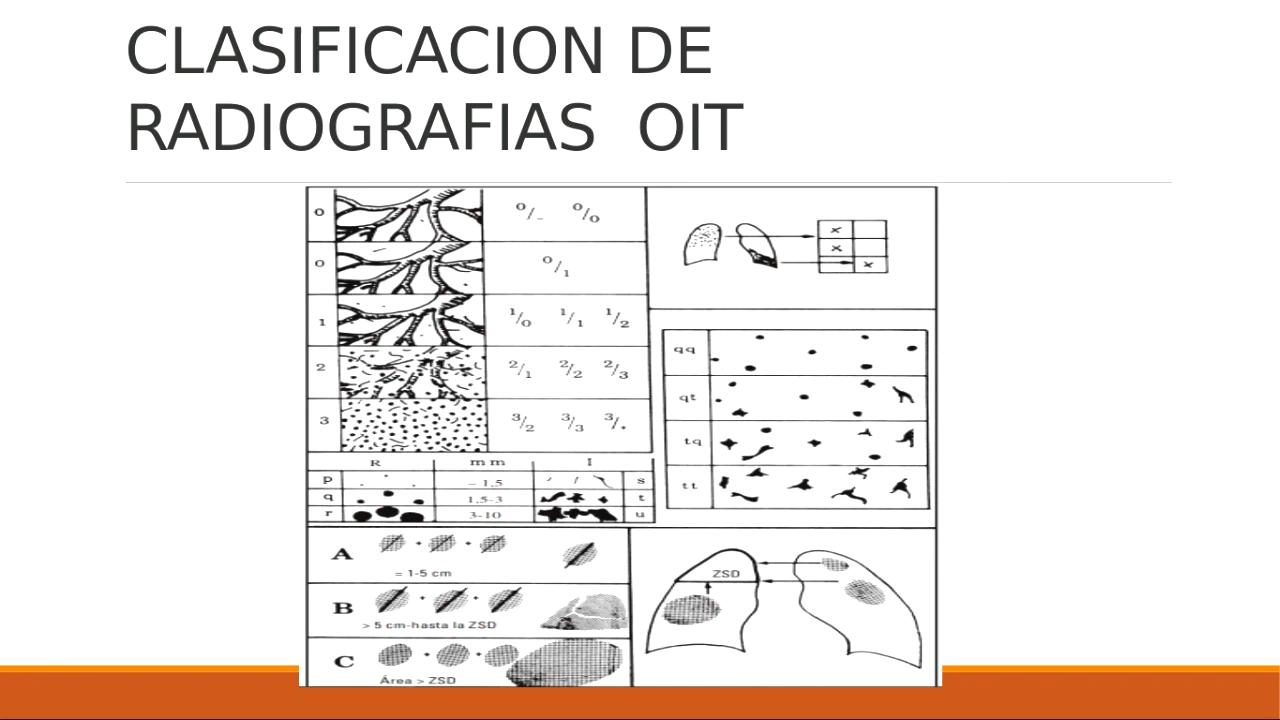 CLASIFICACION DE
RADIOGRAFIAS OIT
0 0/- 0/0
0 0/1
1 1/0 1/1 1/2
2 2/1 2/2 2/3
3 3/2 3/3 3/+
R mm I
p – 1,5 s
q 1,5-3 t
r 3-10 u
x
x
x
qq
qt
tq
tt
A
= 1-5 cm
B
> 5 cm-hasta la ZSD
C
Área > ZSD
ZSD